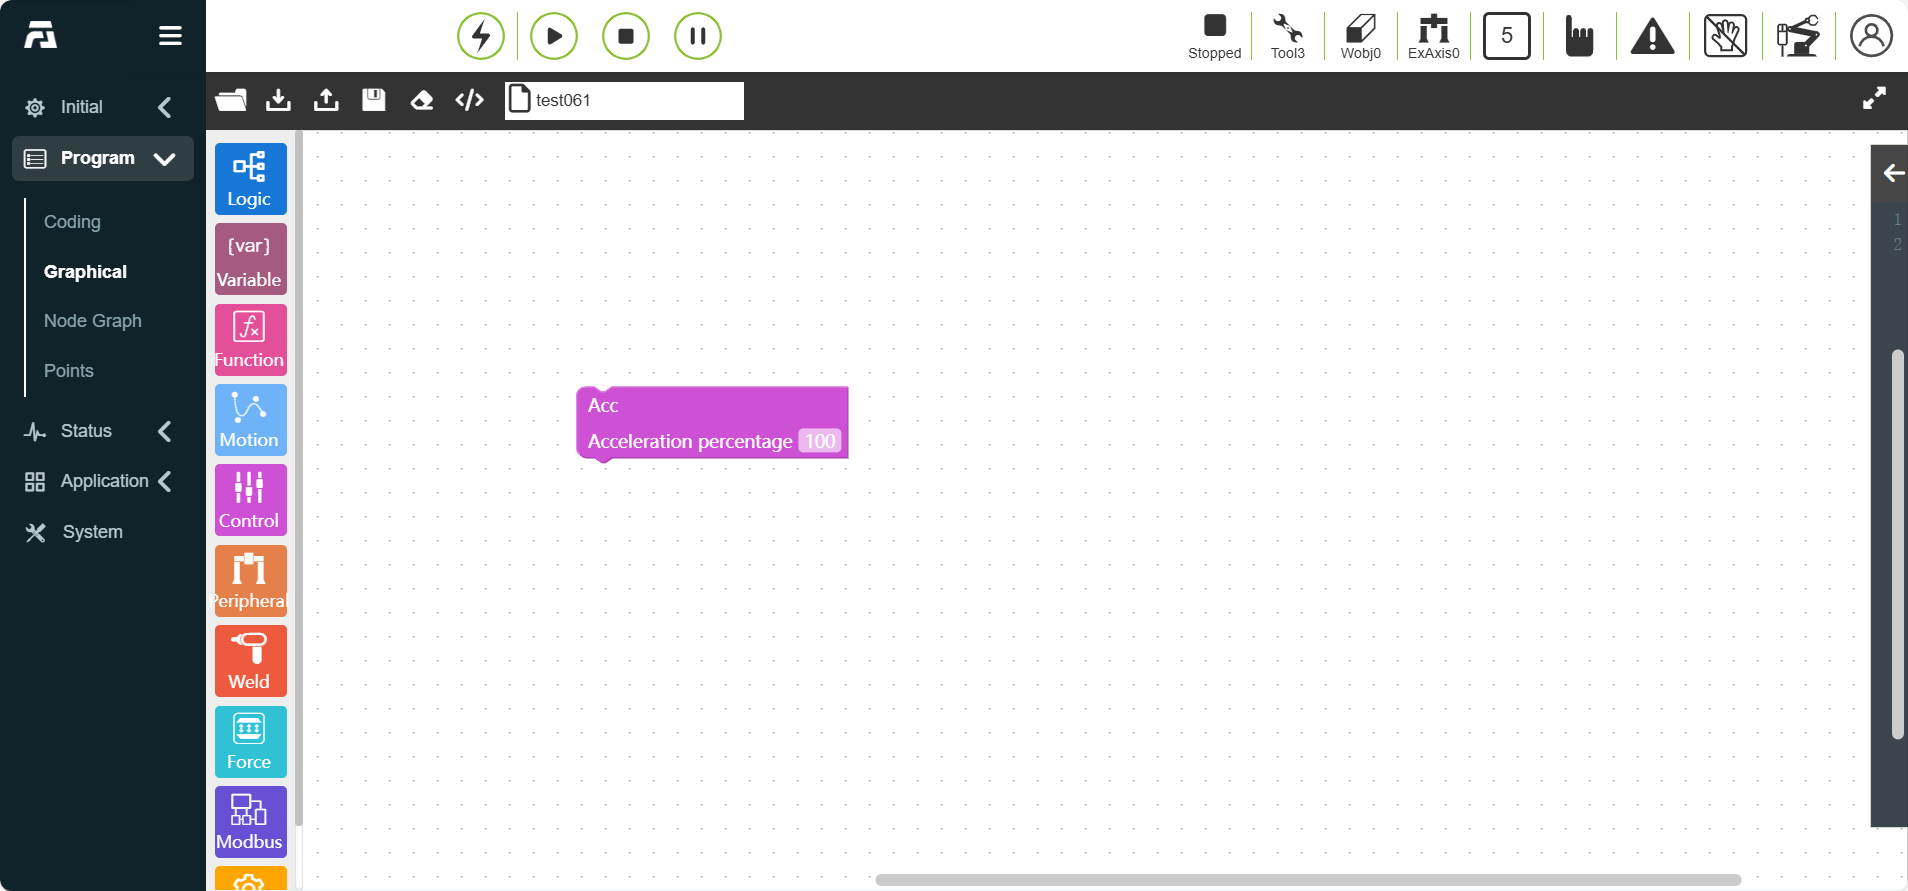 Stopped
Tool3
Wobj0
ExAxis0
5
Initial
Program
Coding
Graphical
Node Graph
Points
Status
Application
System
test061
Logic
{var}
Variable
fx
Function
Motion
Control
Peripheral
Weld
Force
Modbus
Acc
Acceleration percentage 100
1
2